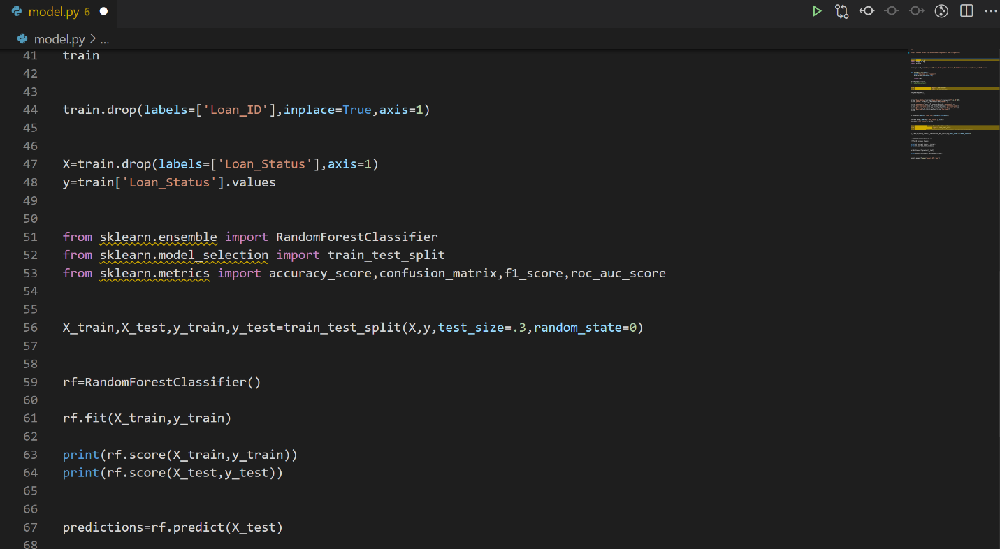 model.py 6
model.py > ...
41 train
42
43
44 train.drop(labels=['Loan_ID'],inplace=True,axis=1)
45
46
47 X=train.drop(labels=['Loan_Status'],axis=1)
48 y=train['Loan_Status'].values
49
50
51 from sklearn.ensemble import RandomForestClassifier
52 from sklearn.model_selection import train_test_split
53 from sklearn.metrics import accuracy_score,confusion_matrix,f1_score,roc_auc_score
54
55
56 X_train,X_test,y_train,y_test=train_test_split(X,y,test_size=.3,random_state=0)
57
58
59 rf=RandomForestClassifier()
60
61 rf.fit(X_train,y_train)
62
63 print(rf.score(X_train,y_train))
64 print(rf.score(X_test,y_test))
65
66
67 predictions=rf.predict(X_test)
68